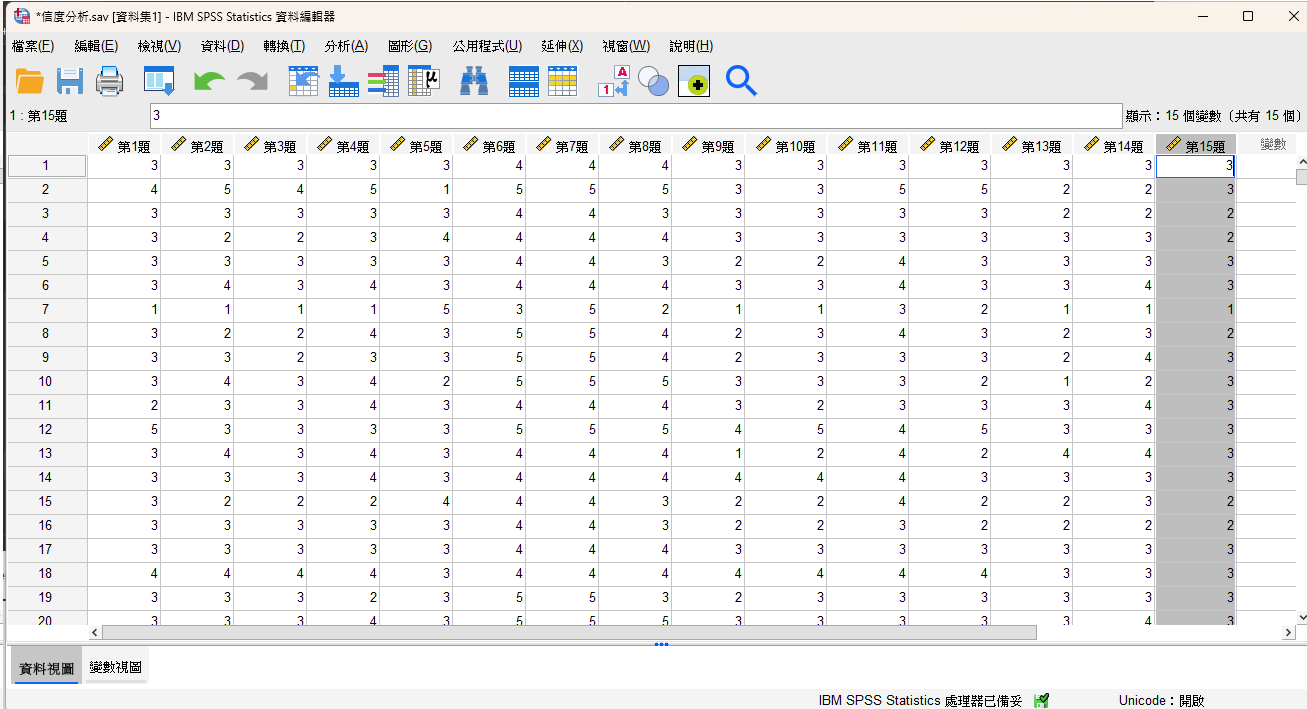 *信度分析.sav [資料集1] - IBM SPSS Statistics 資料編輯器
檔案(F) 編輯(E) 檢視(V) 資料(D) 轉換(T) 分析(A) 圖形(G) 公用程式(U) 延伸(X) 視窗(W) 說明(H)
1 : 第15題 3 顯示：15 個變數（共有 15 個）
第1題 第2題 第3題 第4題 第5題 第6題 第7題 第8題 第9題 第10題 第11題 第12題 第13題 第14題 第15題 變數
1 3 3 3 3 3 4 4 4 3 3 3 3 3 3 3
2 4 5 4 5 1 5 5 5 3 3 5 5 2 2 3
3 3 3 3 3 3 4 4 3 3 3 3 3 2 2 2
4 3 2 2 3 4 4 4 4 3 3 3 3 3 3 2
5 3 3 3 3 3 4 4 3 2 2 4 3 3 3 3
6 3 4 3 4 3 4 4 4 3 3 4 3 3 4 3
7 1 1 1 1 5 3 5 2 1 1 3 2 1 1 1
8 3 2 2 4 3 5 5 4 2 3 4 3 2 3 2
9 3 3 2 3 3 5 5 4 2 3 3 3 2 4 3
10 3 4 3 4 2 5 5 5 3 3 3 2 1 2 3
11 2 3 3 4 3 4 4 4 3 2 3 3 3 4 3
12 5 3 3 3 3 5 5 5 4 5 4 5 3 3 3
13 3 4 3 4 3 4 4 4 1 2 4 2 4 4 3
14 3 3 3 4 3 4 4 4 4 4 4 3 3 3 3
15 3 2 2 2 4 4 4 3 2 2 4 2 2 3 2
16 3 3 3 3 3 4 4 3 2 2 3 2 2 2 2
17 3 3 3 3 3 4 4 4 3 3 3 3 3 3 3
18 4 4 4 4 3 4 4 4 4 4 4 4 3 3 3
19 3 3 3 2 3 5 5 3 2 3 3 3 3 3 3
20 3 3 3 4 3 5 5 5 3 3 3 3 3 4 3
資料視圖 變數視圖
IBM SPSS Statistics 處理器已備妥 Unicode：開啟